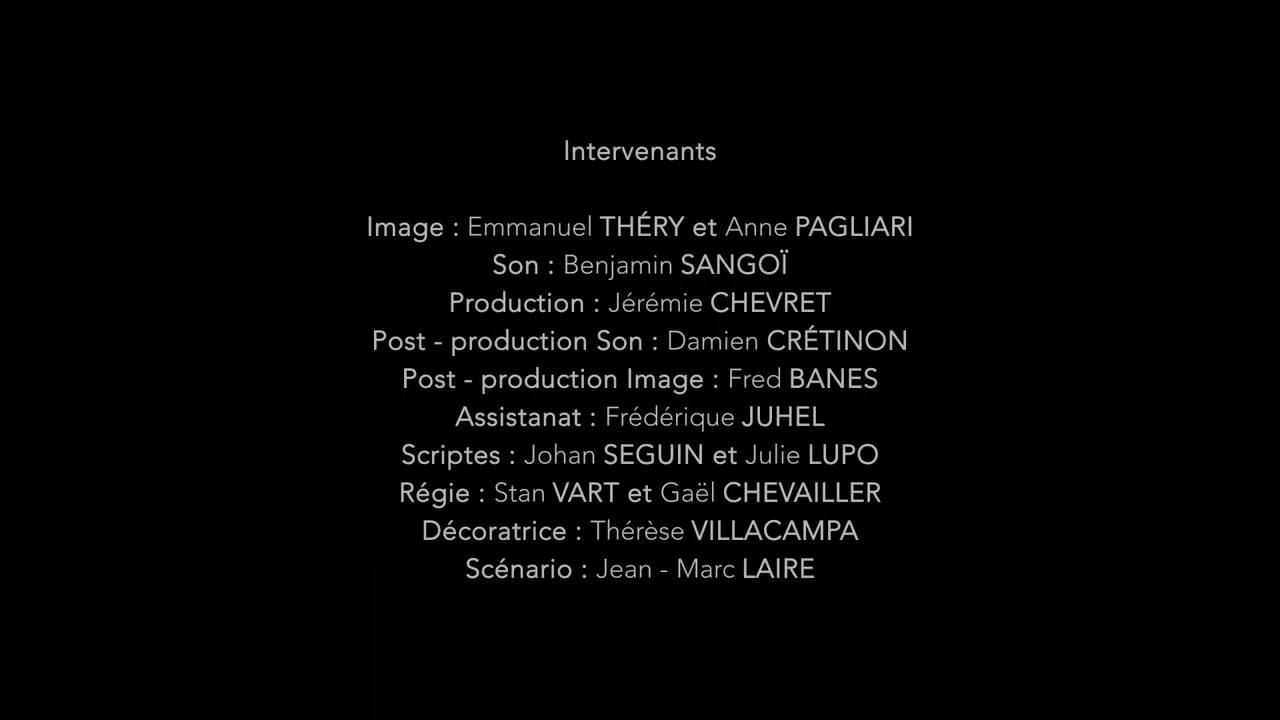 Intervenants
Image : Emmanuel THÉRY et Anne PAGLIARI
Son : Benjamin SANGOÏ
Production : Jérémie CHEVRET
Post - production Son : Damien CRÉTINON
Post - production Image : Fred BANES
Assistanat : Frédérique JUHEL
Scriptes : Johan SEGUIN et Julie LUPO
Régie : Stan VART et Gaël CHEVAILLER
Décoratrice : Thérèse VILLACAMPA
Scénario : Jean - Marc LAIRE